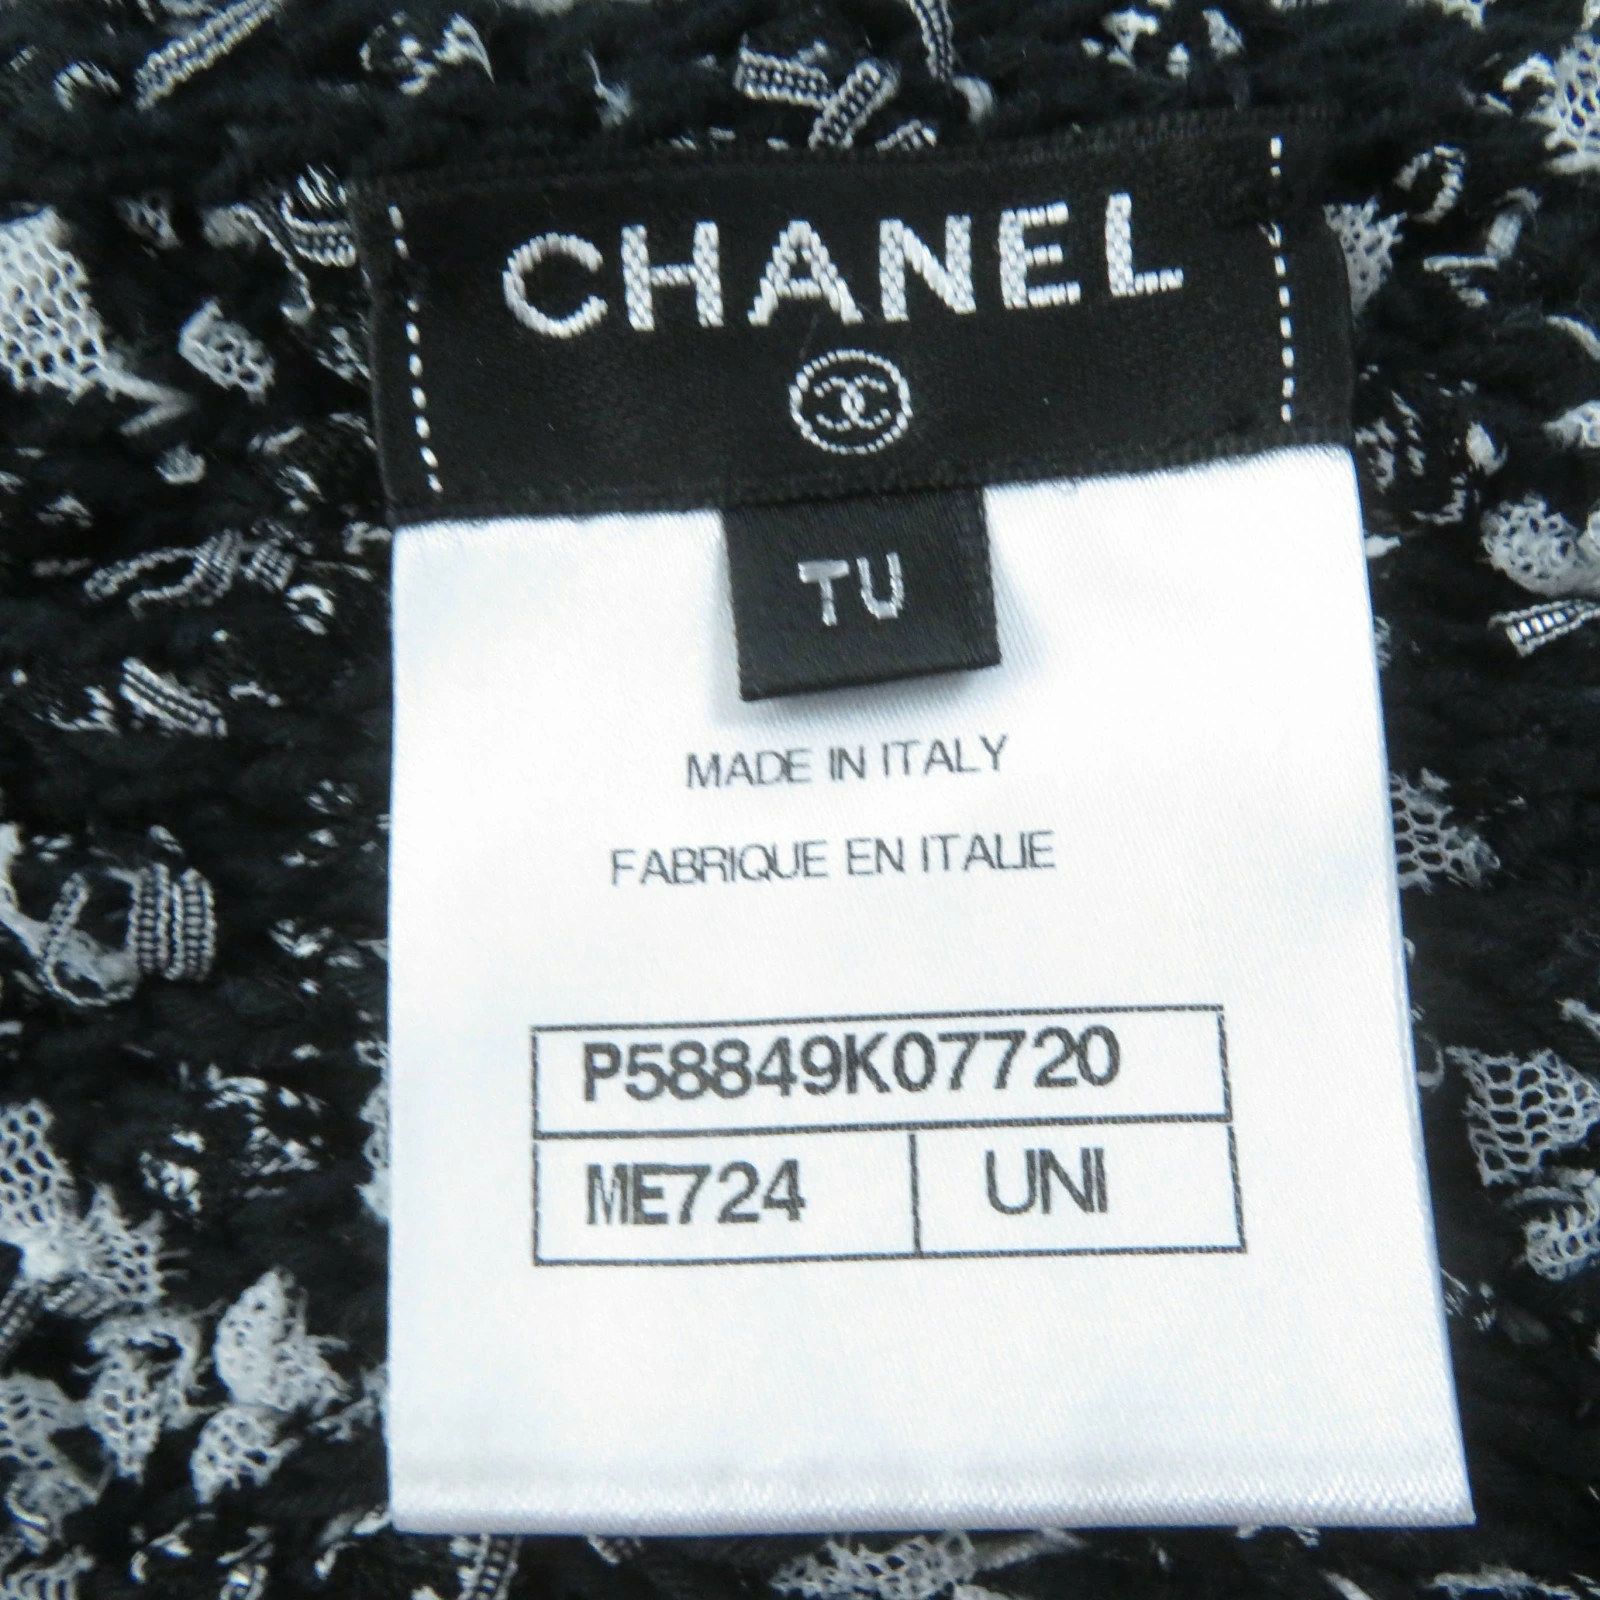 CHANEL
TU
MADE IN ITALY
FABRIQUE EN ITALIE
P58849K07720
ME724 UNI